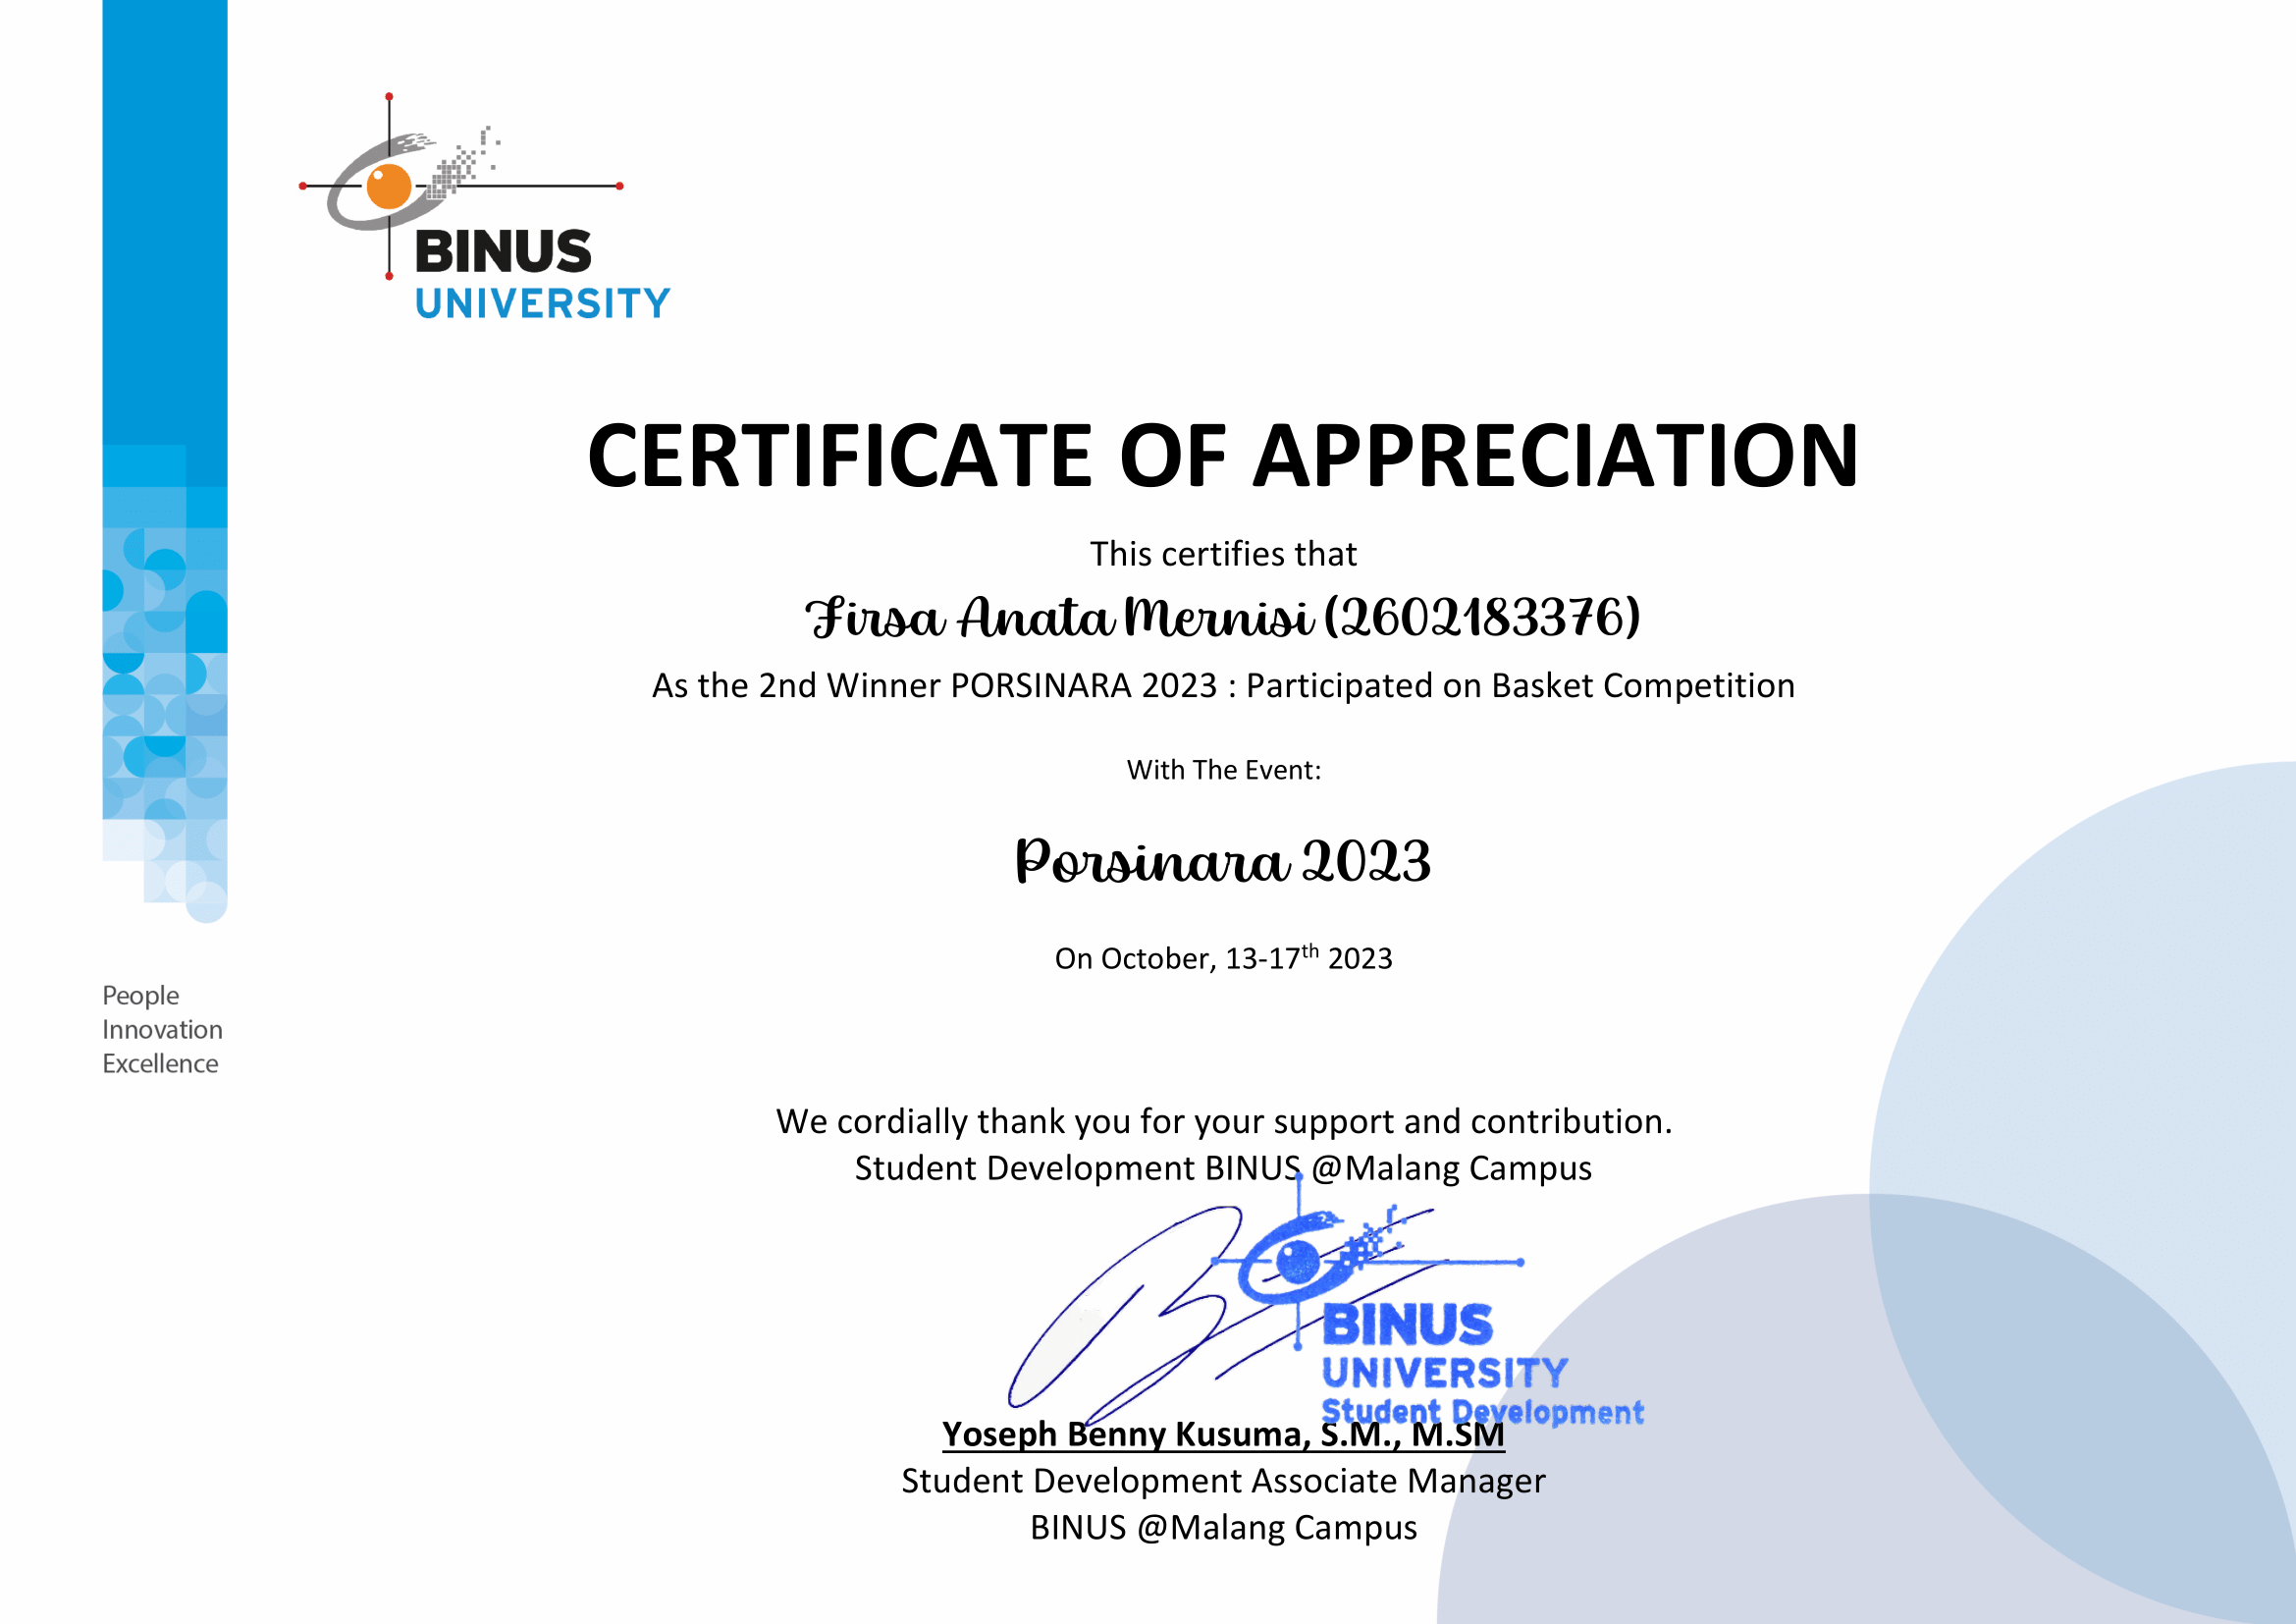 BINUS
UNIVERSITY
CERTIFICATE OF APPRECIATION
This certifies that
Firsa Anata Mernisi (2602183376)
As the 2nd Winner PORSINARA 2023 : Participated on Basket Competition
With The Event:
Porsinara 2023
On October, 13-17th 2023
People
Innovation
Excellence
We cordially thank you for your support and contribution.
Student Development BINUS @Malang Campus
BINUS
UNIVERSITY
Student Development
Yoseph Benny Kusuma, S.M., M.SM
Student Development Associate Manager
BINUS @Malang Campus